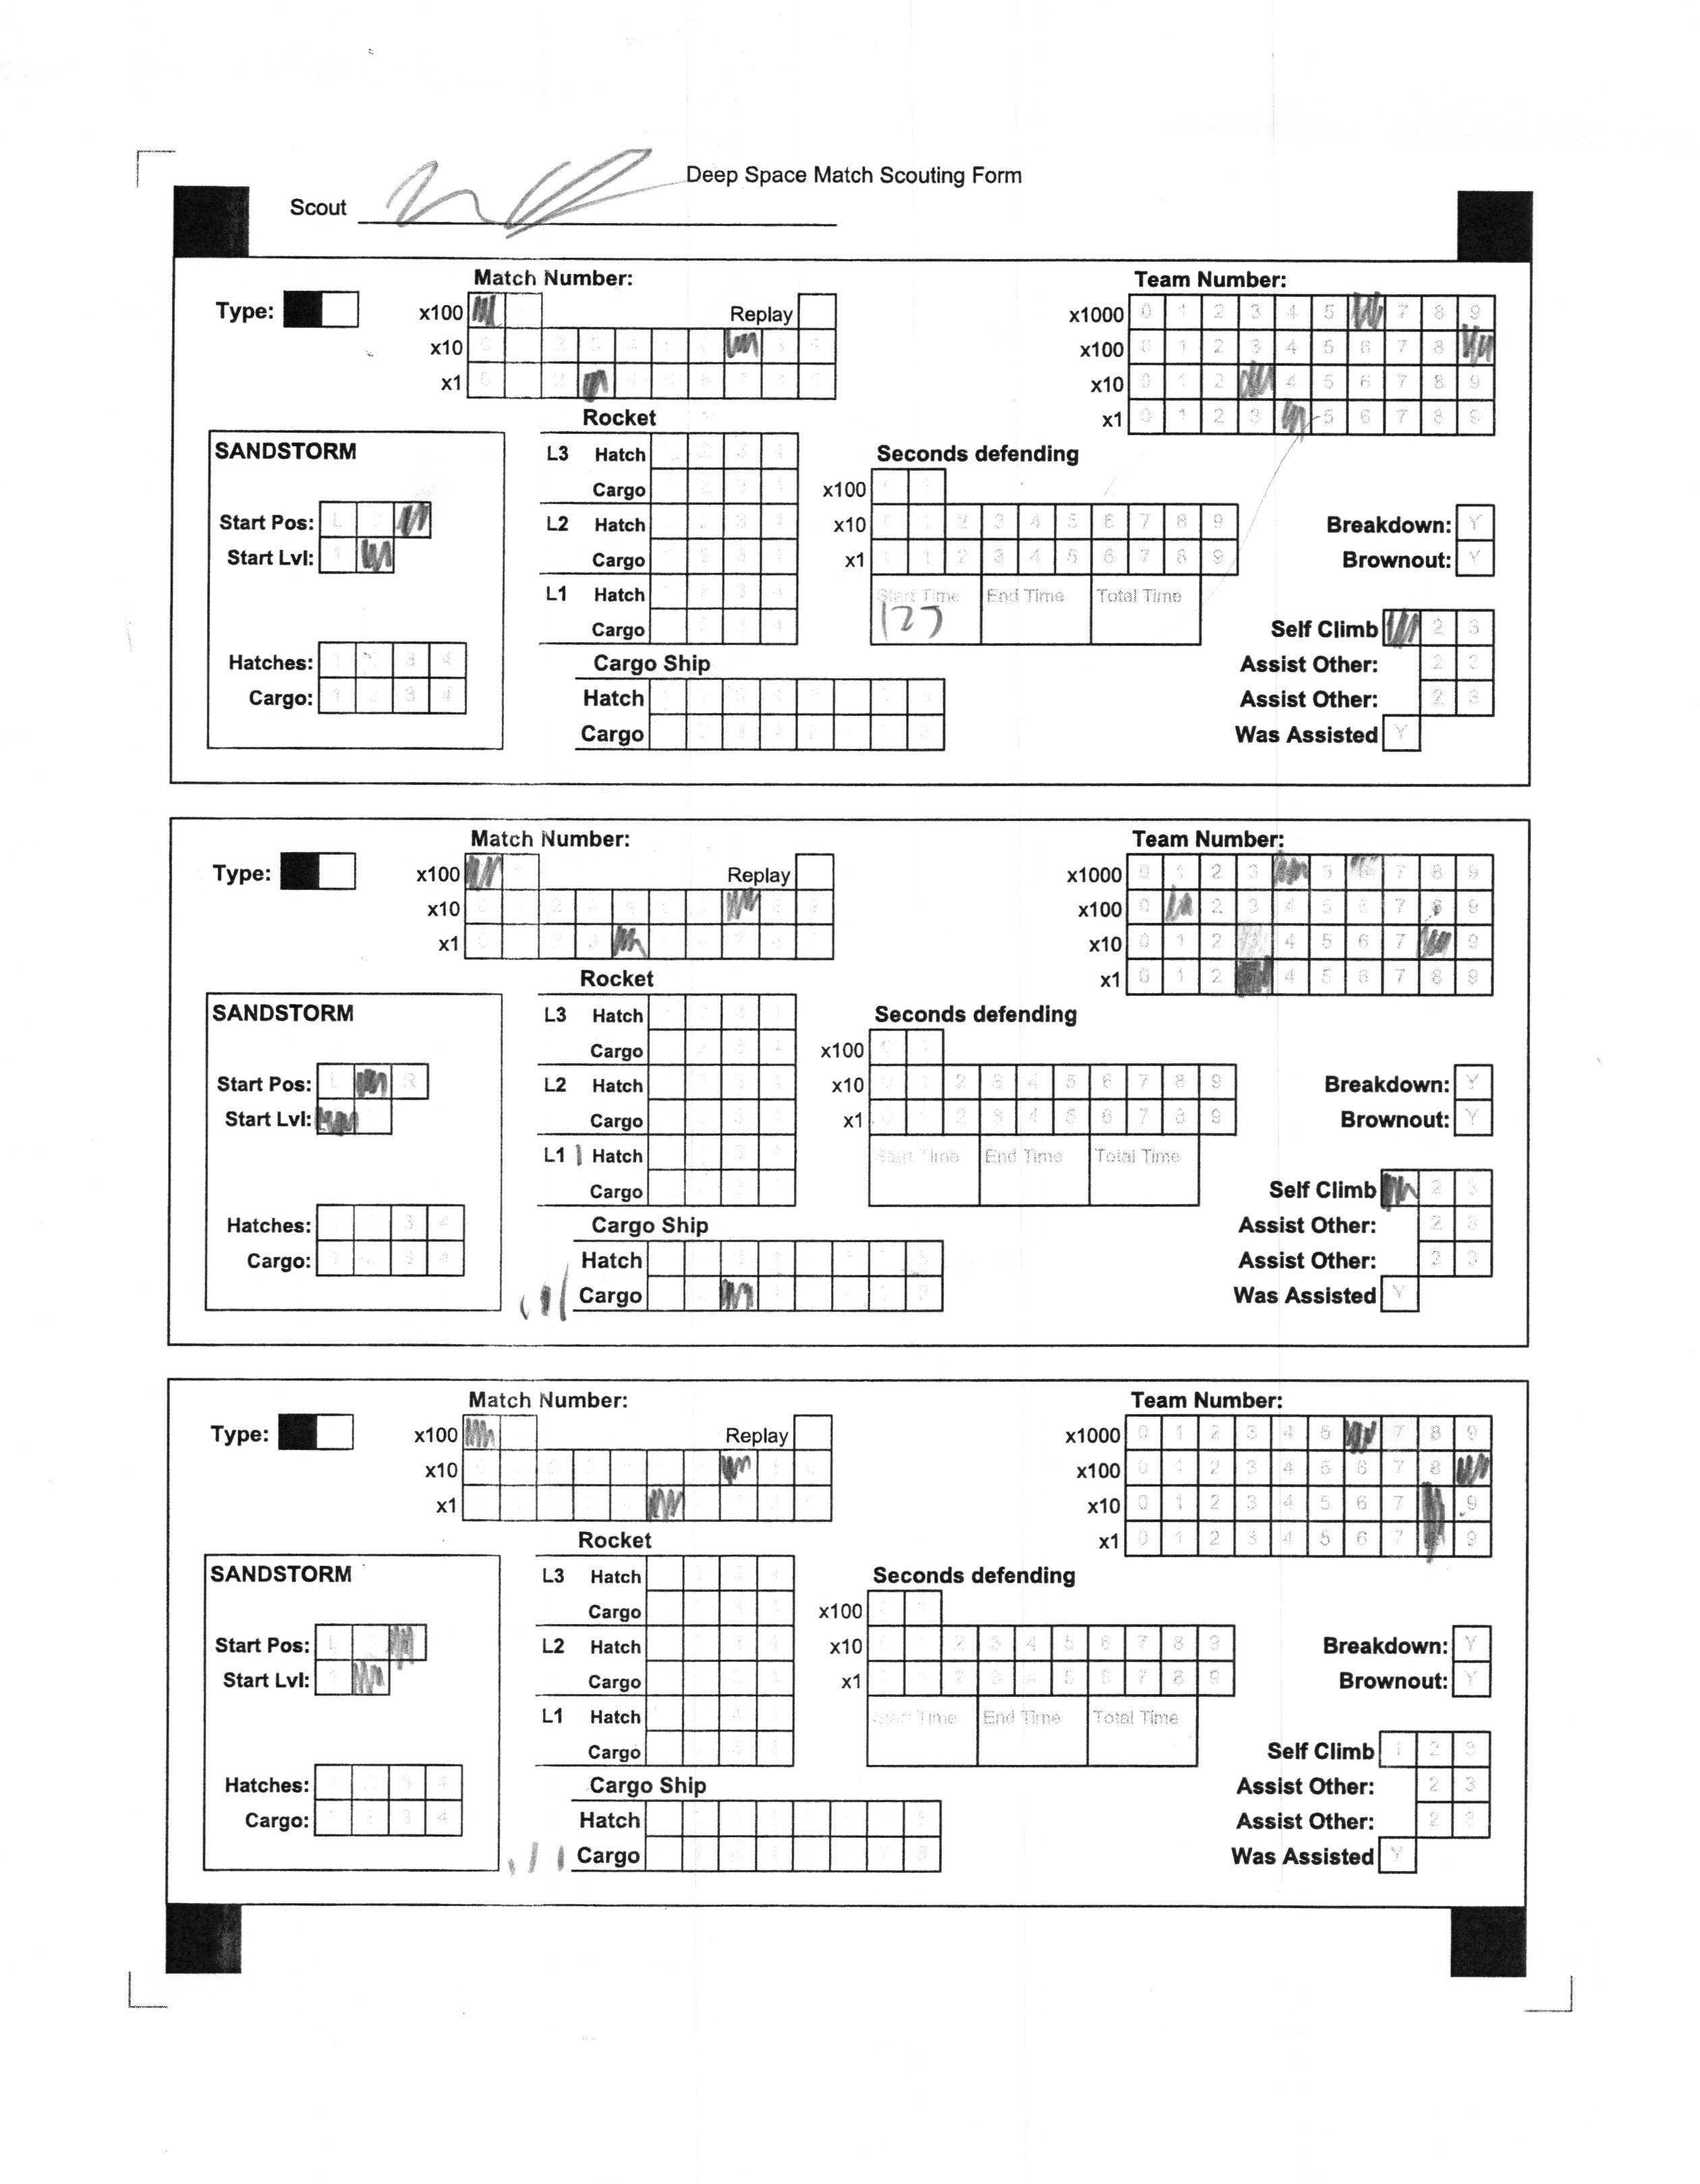 Deep Space Match Scouting Form
Scout
Match Number: Team Number:
Type: x100 Replay x1000 0 1 2 3 4 5 7 8 9
x10 x100 0 1 2 3 4 5 6 7 8
x1 x10 0 1 2 4 5 6 7 8 9
Rocket x1 0 1 2 3 5 6 7 8 9
SANDSTORM L3 Hatch Seconds defending
Cargo x100
Start Pos: L L2 Hatch x10 2 3 4 5 6 7 8 9 Breakdown: Y
Start Lvl: 1 Cargo x1 1 2 3 4 5 6 7 8 9 Brownout: Y
L1 Hatch Start Time End Time Total Time
Cargo 127 Self Climb 2 3
Hatches: 3 4 Cargo Ship Assist Other: 2 3
Cargo: 1 2 3 4 Hatch Assist Other: 2 3
Cargo Was Assisted Y
Match Number: Team Number:
Type: x100 Replay x1000 0 1 2 3 5 7 8 9
x10 x100 0 2 3 4 5 6 7 8 9
x1 x10 0 1 2 3 4 5 6 7 9
Rocket x1 0 1 2 4 5 6 7 8 9
SANDSTORM L3 Hatch Seconds defending
Cargo x100
Start Pos: L R L2 Hatch x10 1 2 3 4 5 6 7 8 9 Breakdown: Y
Start Lvl: Cargo x1 2 3 4 5 6 7 8 9 Brownout: Y
L1 Hatch Start Time End Time Total Time
Cargo Self Climb 2 3
Hatches: 3 4 Cargo Ship Assist Other: 2 3
Cargo: 3 4 Hatch Assist Other: 2 3
Cargo Was Assisted Y
Match Number: Team Number:
Type: x100 Replay x1000 0 1 2 3 4 5 7 8 9
x10 x100 0 1 2 3 4 5 6 7 8
x1 x10 0 1 2 3 4 5 6 7 9
Rocket x1 0 1 2 3 4 5 6 7 9
SANDSTORM L3 Hatch Seconds defending
Cargo x100
Start Pos: L L2 Hatch x10 2 3 4 5 6 7 8 9 Breakdown: Y
Start Lvl: Cargo x1 2 3 4 5 6 7 8 9 Brownout: Y
L1 Hatch Start Time End Time Total Time
Cargo Self Climb 1 2 3
Hatches: 3 4 Cargo Ship Assist Other: 2 3
Cargo: 2 3 4 Hatch Assist Other: 2 3
Cargo Was Assisted Y